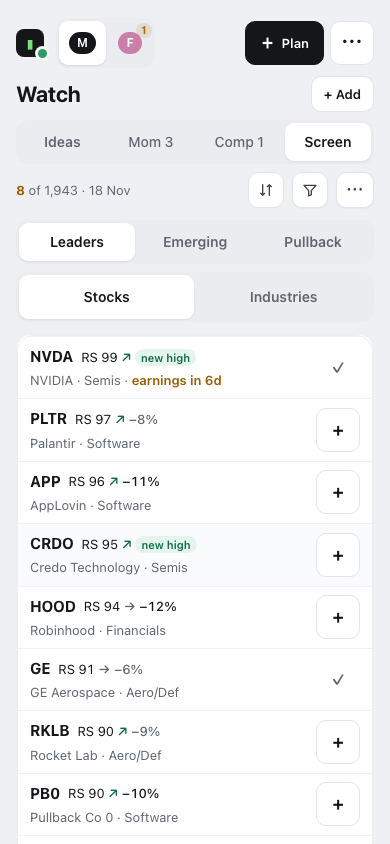 M F 1 + Plan ...
Watch + Add
Ideas Mom 3 Comp 1 Screen
8 of 1,943 · 18 Nov ...
Leaders Emerging Pullback
Stocks Industries
NVDA RS 99 ↗ new high ✓
NVIDIA · Semis · earnings in 6d
PLTR RS 97 ↗ −8% +
Palantir · Software
APP RS 96 ↗ −11% +
AppLovin · Software
CRDO RS 95 ↗ new high +
Credo Technology · Semis
HOOD RS 94 → −12% +
Robinhood · Financials
GE RS 91 → −6% ✓
GE Aerospace · Aero/Def
RKLB RS 90 ↗ −9% +
Rocket Lab · Aero/Def
PB0 RS 90 ↗ −10% +
Pullback Co 0 · Software